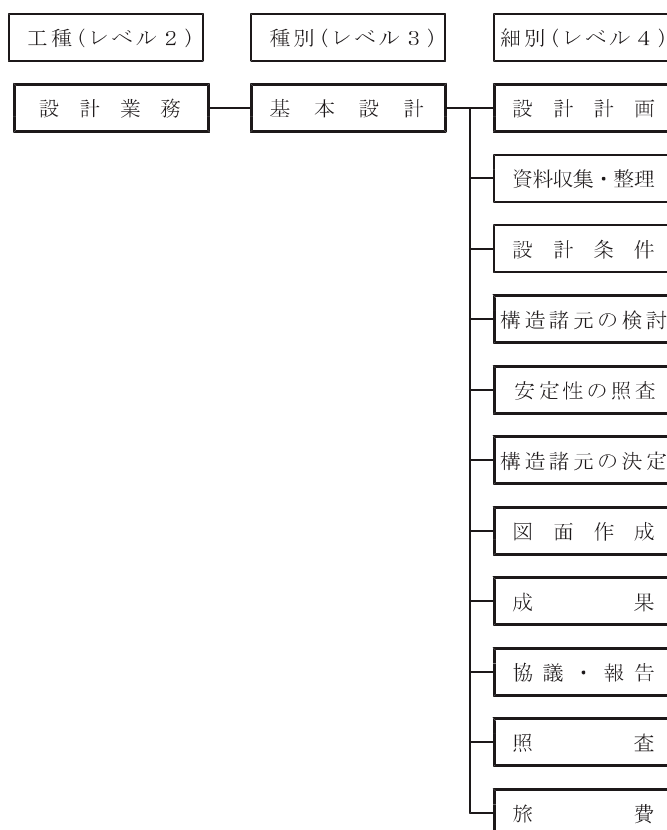 工種(レベル2) 種別(レベル3) 細別(レベル4)
設計業務 基本設計 設計計画
資料収集・整理
設計条件
構造諸元の検討
安定性の照査
構造諸元の決定
図面作成
成果
協議・報告
照査
旅費